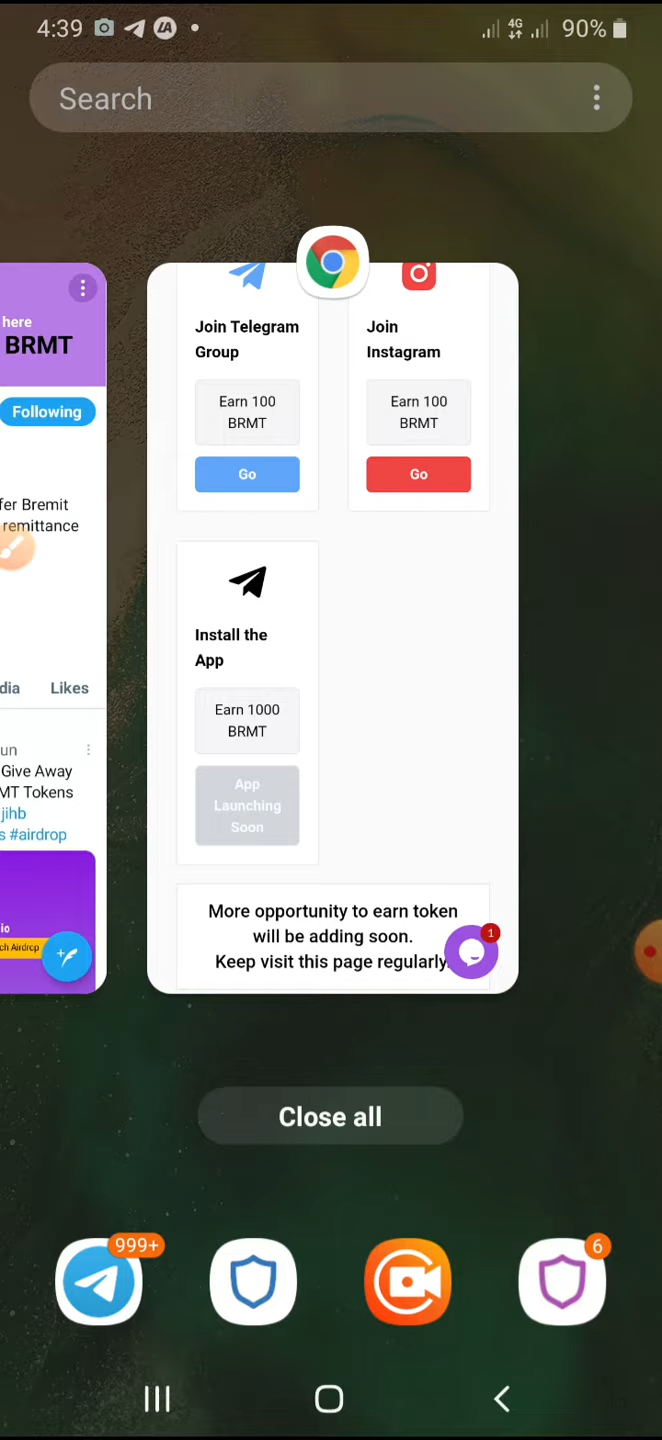 4:39
4G
90%
Search
here
BRMT
Following
fer Bremit
remittance
dia Likes
un
Give Away
MT Tokens
jihb
s #airdrop
io
ch Airdrop
Join Telegram
Group
Earn 100
BRMT
Go
Join
Instagram
Earn 100
BRMT
Go
Install the
App
Earn 1000
BRMT
App
Launching
Soon
More opportunity to earn token
will be adding soon.
Keep visit this page regularly.
1
Close all
999+
6